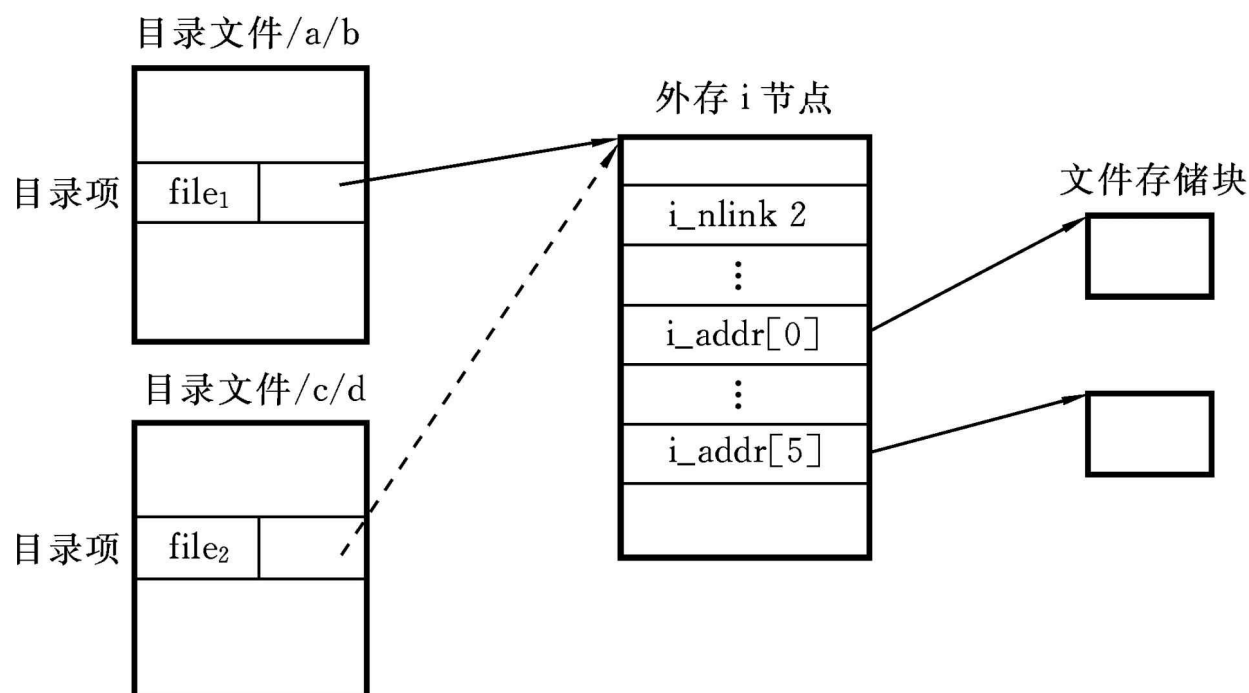 目录文件/a/b
目录项
file₁
目录文件/c/d
目录项
file₂
外存 i 节点
i_nlink 2
⋮
i_addr[0]
⋮
i_addr[5]
文件存储块